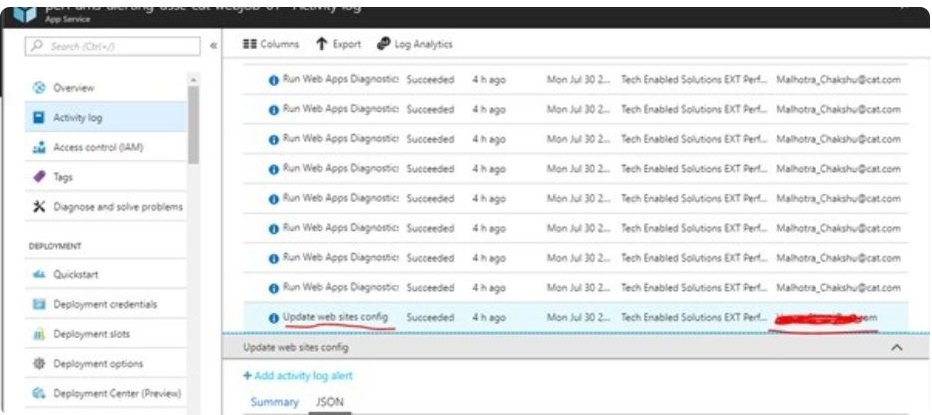 App Service
Search (Ctrl+/)
Overview
Activity log
Access control (IAM)
Tags
Diagnose and solve problems
DEPLOYMENT
Quickstart
Deployment credentials
Deployment slots
Deployment options
Deployment Center (Preview)
Columns Export Log Analytics
Run Web Apps Diagnostic: Succeeded 4 h ago Mon Jul 30 2... Tech Enabled Solutions EXT Perf... Malhotra_Chakshu@cat.com
Run Web Apps Diagnostic: Succeeded 4 h ago Mon Jul 30 2... Tech Enabled Solutions EXT Perf... Malhotra_Chakshu@cat.com
Run Web Apps Diagnostic: Succeeded 4 h ago Mon Jul 30 2... Tech Enabled Solutions EXT Perf... Malhotra_Chakshu@cat.com
Run Web Apps Diagnostic: Succeeded 4 h ago Mon Jul 30 2... Tech Enabled Solutions EXT Perf... Malhotra_Chakshu@cat.com
Run Web Apps Diagnostic: Succeeded 4 h ago Mon Jul 30 2... Tech Enabled Solutions EXT Perf... Malhotra_Chakshu@cat.com
Run Web Apps Diagnostic: Succeeded 4 h ago Mon Jul 30 2... Tech Enabled Solutions EXT Perf... Malhotra_Chakshu@cat.com
Run Web Apps Diagnostic: Succeeded 4 h ago Mon Jul 30 2... Tech Enabled Solutions EXT Perf... Malhotra_Chakshu@cat.com
Run Web Apps Diagnostic: Succeeded 4 h ago Mon Jul 30 2... Tech Enabled Solutions EXT Perf... Malhotra_Chakshu@cat.com
Update web sites config Succeeded 4 h ago Mon Jul 30 2... Tech Enabled Solutions EXT Perf...
Update web sites config
+ Add activity log alert
Summary JSON